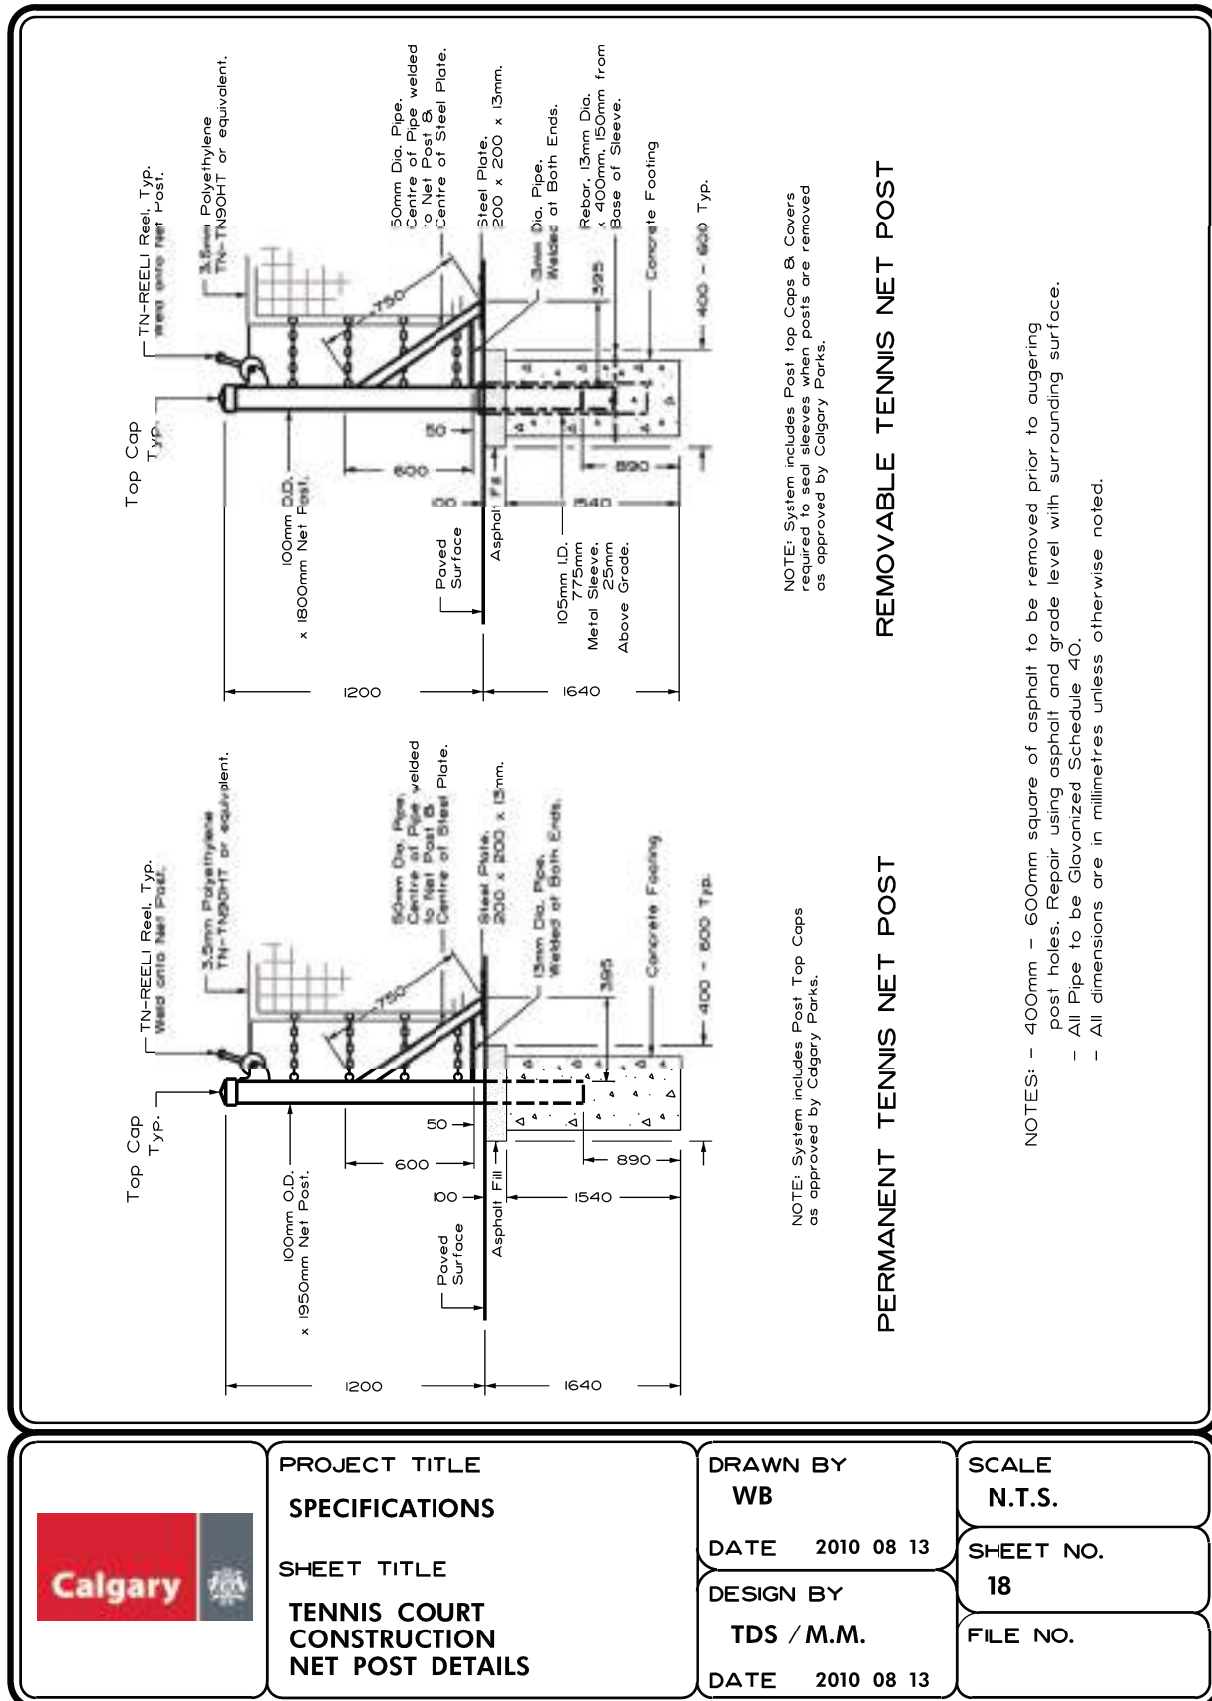 Top Cap
Typ.
TN-REEL1 Reel, Typ.
Weld onto Net Post.
3.5mm Polyethylene
TN-TN90HT or equivalent.
50mm Dia. Pipe.
Centre of Pipe welded
to Net Post &
Centre of Steel Plate.
Steel Plate.
200 x 200 x 13mm.
13mm Dia. Pipe.
Welded at Both Ends.
Concrete Footing
400 - 600 Typ.
750
395
50
600
100
890
1540
100mm O.D.
x 1950mm Net Post.
Paved
Surface
Asphalt Fill
1200
1640
NOTE: System includes Post Top Caps
as approved by Calgary Parks.
PERMANENT TENNIS NET POST
Top Cap
Typ.
TN-REEL1 Reel, Typ.
Weld onto Net Post.
3.5mm Polyethylene
TN-TN90HT or equivalent.
50mm Dia. Pipe.
Centre of Pipe welded
to Net Post &
Centre of Steel Plate.
Steel Plate.
200 x 200 x 13mm.
13mm Dia. Pipe.
Welded at Both Ends.
Rebar, 13mm Dia.
x 400mm, 150mm from
Base of Sleeve.
Concrete Footing
400 - 600 Typ.
750
395
50
600
100
890
1540
100mm O.D.
x 1800mm Net Post.
Paved
Surface
Asphalt Fill
105mm I.D.
775mm
Metal Sleeve.
25mm
Above Grade.
1200
1640
NOTE: System includes Post top Caps & Covers
required to seal sleeves when posts are removed
as approved by Calgary Parks.
REMOVABLE TENNIS NET POST
NOTES: - 400mm - 600mm square of asphalt to be removed prior to augering
post holes. Repair using asphalt and grade level with surrounding surface.
- All Pipe to be Glavanized Schedule 40.
- All dimensions are in millimetres unless otherwise noted.
Calgary
PROJECT TITLE
SPECIFICATIONS
SHEET TITLE
TENNIS COURT
CONSTRUCTION
NET POST DETAILS
DRAWN BY
WB
DATE 2010 08 13
DESIGN BY
TDS / M.M.
DATE 2010 08 13
SCALE
N.T.S.
SHEET NO.
18
FILE NO.